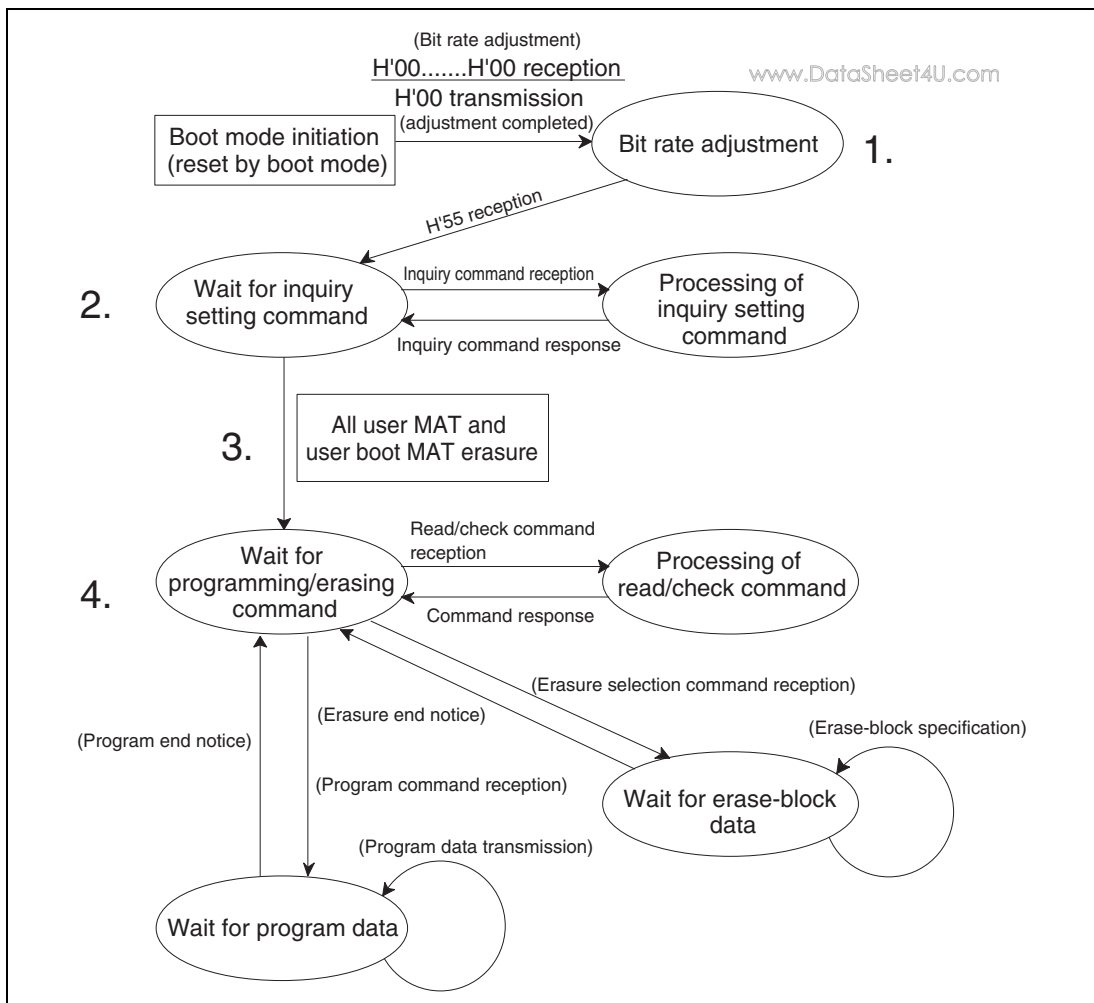 (Bit rate adjustment)
H'00.......H'00 reception
H'00 transmission
(adjustment completed)
www.DataSheet4U.com
Boot mode initiation
(reset by boot mode)
Bit rate adjustment
1.
H'55 reception
2.
Wait for inquiry
setting command
Inquiry command reception
Inquiry command response
Processing of
inquiry setting
command
3.
All user MAT and
user boot MAT erasure
4.
Wait for
programming/erasing
command
Read/check command
reception
Command response
Processing of
read/check command
(Erasure selection command reception)
(Erasure end notice)
(Program end notice)
(Program command reception)
(Erase-block specification)
Wait for erase-block
data
(Program data transmission)
Wait for program data